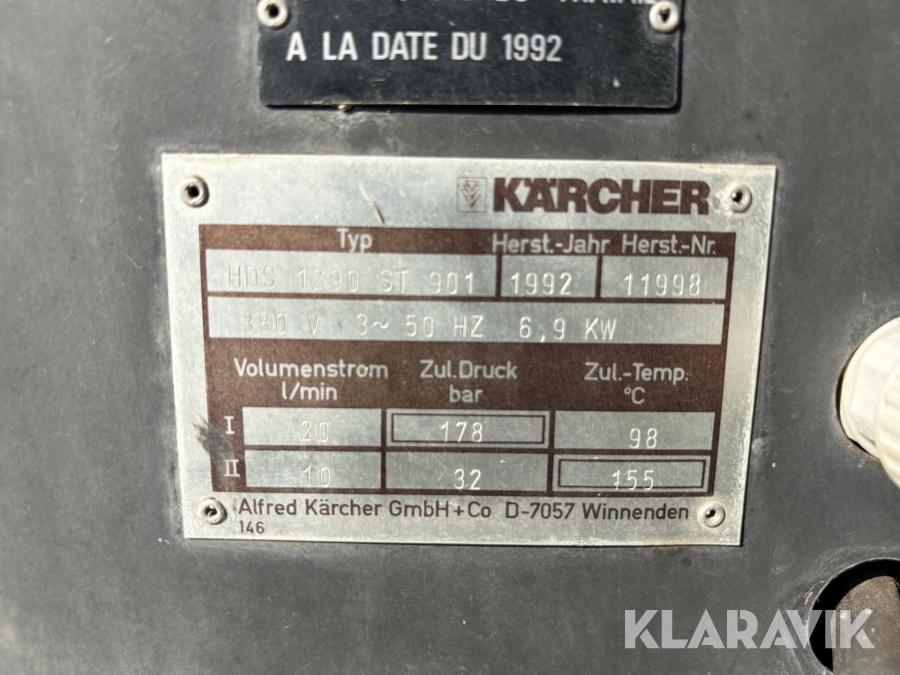 A LA DATE DU 1992
KÄRCHER
Typ Herst.-Jahr Herst.-Nr.
HDS 1290 ST 901 1992 11998
380 V 3~ 50 HZ 6,9 KW
Volumenstrom Zul.Druck Zul.-Temp.
l/min bar °C
I 20 178 98
II 10 32 155
Alfred Kärcher GmbH+Co D-7057 Winnenden
146
KLARAVIK